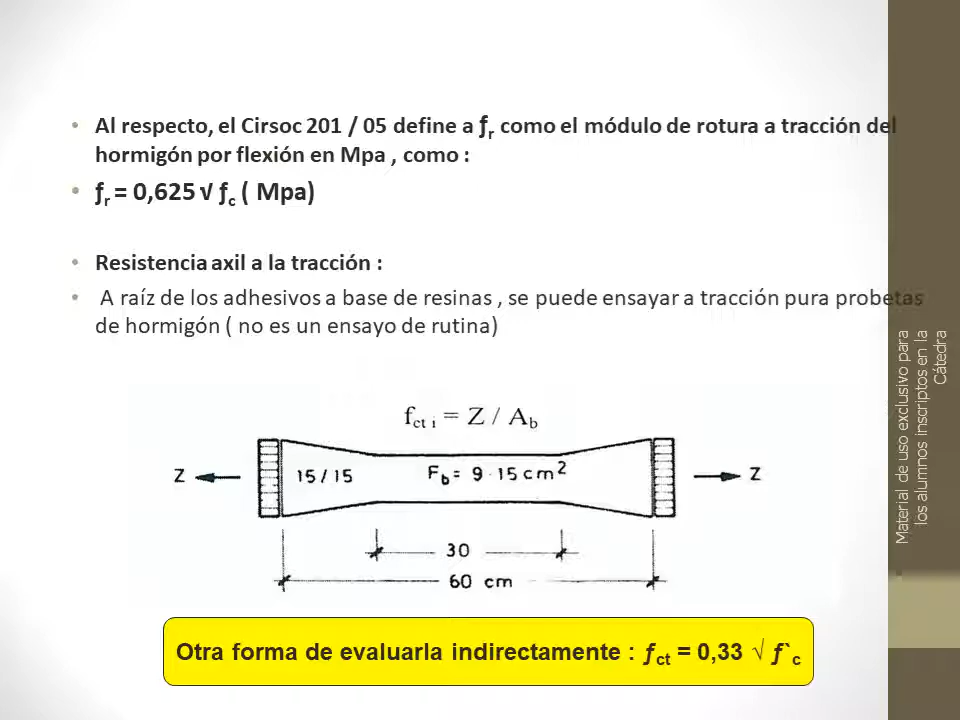 • Al respecto, el Cirsoc 201 / 05 define a ƒr como el módulo de rotura a tracción del
hormigón por flexión en Mpa , como :
• ƒr = 0,625 √ ƒc ( Mpa)
• Resistencia axil a la tracción :
• A raíz de los adhesivos a base de resinas , se puede ensayar a tracción pura probetas
de hormigón ( no es un ensayo de rutina)
fct i = Z / Ab
Z
15 / 15
Fb = 9 · 15 cm²
Z
30
60 cm
Otra forma de evaluarla indirectamente : ƒct = 0,33 √ ƒ`c
Material de uso exclusivo para
los alumnos inscriptos en la
Cátedra